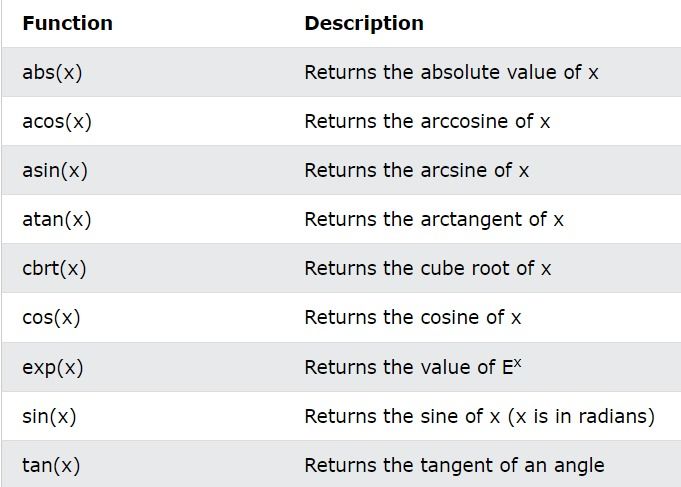 Function Description
abs(x) Returns the absolute value of x
acos(x) Returns the arccosine of x
asin(x) Returns the arcsine of x
atan(x) Returns the arctangent of x
cbrt(x) Returns the cube root of x
cos(x) Returns the cosine of x
exp(x) Returns the value of Eˣ
sin(x) Returns the sine of x (x is in radians)
tan(x) Returns the tangent of an angle